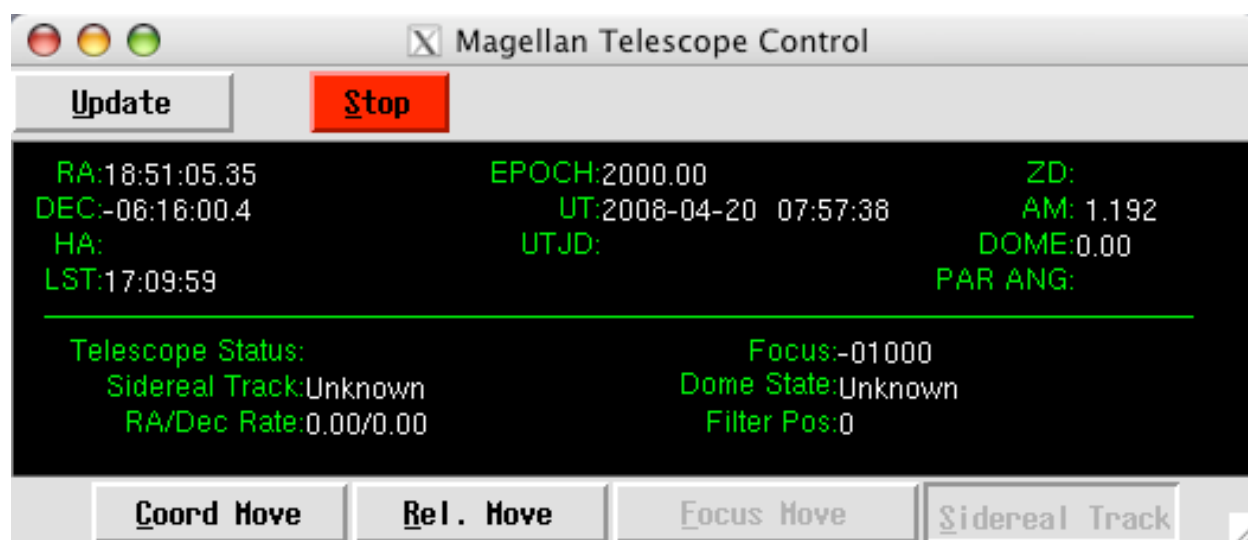 Magellan Telescope Control
Update Stop
RA:18:51:05.35 EPOCH:2000.00 ZD:
DEC:-06:16:00.4 UT:2008-04-20 07:57:38 AM: 1.192
HA: UTJD: DOME:0.00
LST:17:09:59 PAR ANG:
Telescope Status: Focus:-01000
Sidereal Track:Unknown Dome State:Unknown
RA/Dec Rate:0.00/0.00 Filter Pos:0
Coord Move Rel. Move Focus Move Sidereal Track